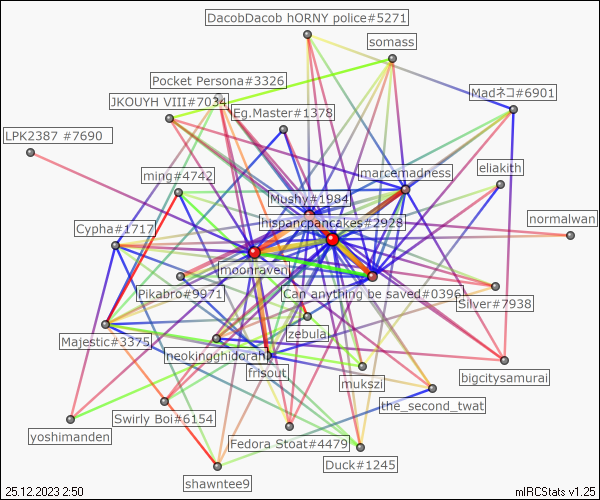 DacobDacob hORNY police#5271
somass
Pocket Persona#3326
Madネコ#6901
JKOUYH VIII#7034
Eg.Master#1378
LPK2387 #7690
marcemadness
eliakith
ming#4742
Mushy#1984
normalwan
hispancpancakes#2928
Cypha#1717
moonraven
Pikabro#9971
Can anything be saved#0396
Silver#7938
zebula
Majestic#3375
neokingghidorah
frisout
bigcitysamurai
mukszi
the_second_twat
Swirly Boi#6154
yoshimanden
Fedora Stoat#4479
Duck#1245
shawntee9
25.12.2023 2:50
mIRCStats v1.25